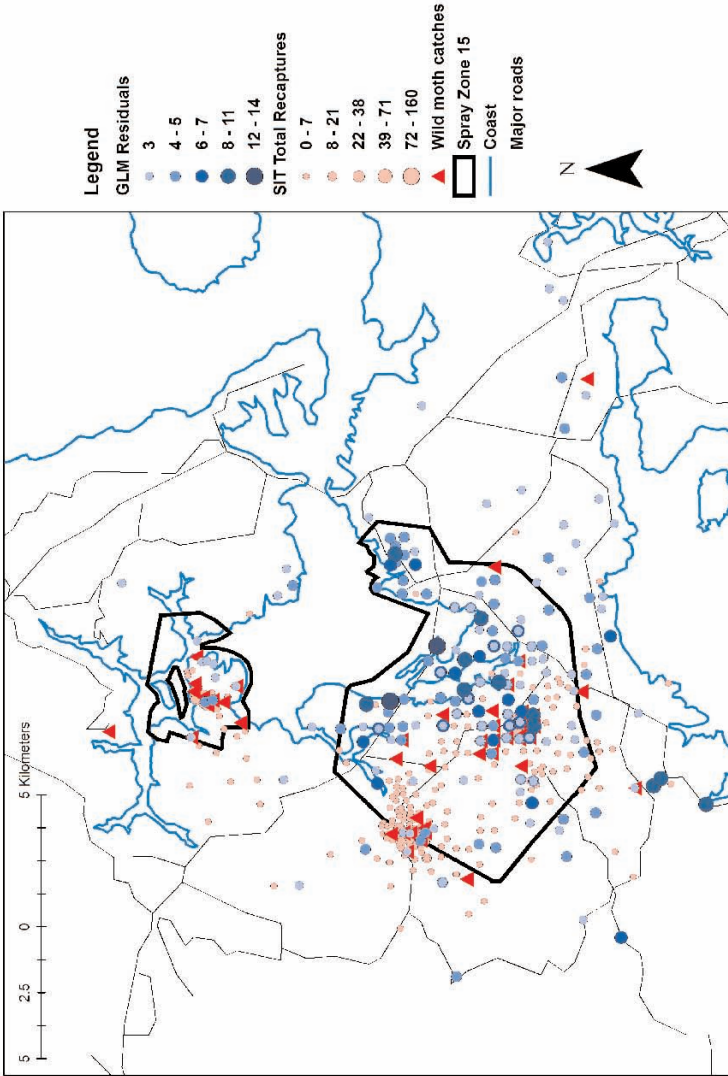 Legend
GLM Residuals
3
4 - 5
6 - 7
8 - 11
12 - 14
SIT Total Recaptures
0 - 7
8 - 21
22 - 38
39 - 71
72 - 160
Wild moth catches
Spray Zone 15
Coast
Major roads
N
5 2.5 0 5 Kilometers